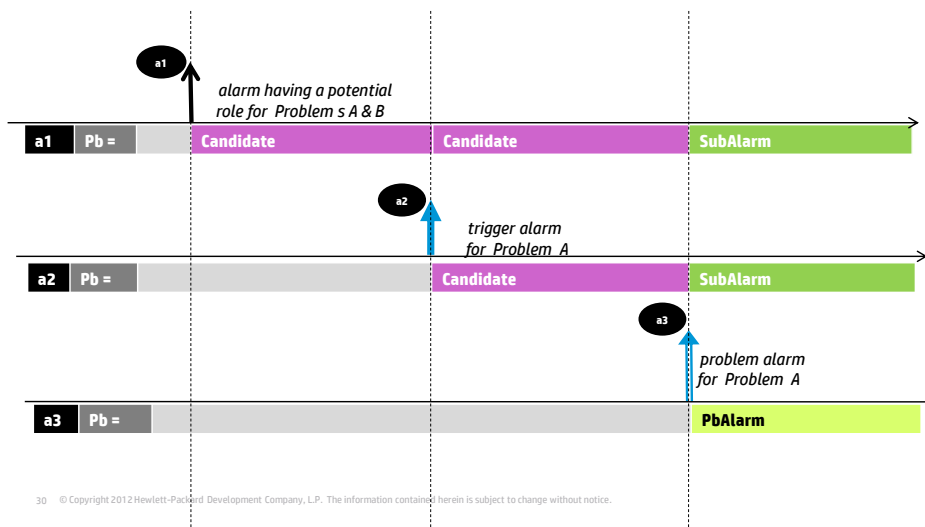 a1
alarm having a potential
role for Problem s A & B
a1 Pb = Candidate Candidate SubAlarm
a2
trigger alarm
for Problem A
a2 Pb = Candidate SubAlarm
a3
problem alarm
for Problem A
a3 Pb = PbAlarm
30 © Copyright 2012 Hewlett-Packard Development Company, L.P. The information contained herein is subject to change without notice.